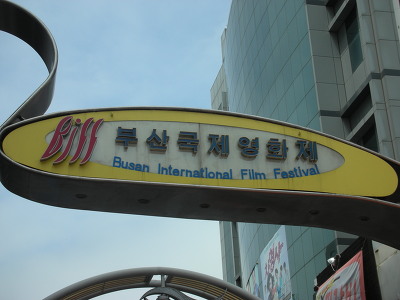 Biff
부산국제영화제
Busan International Film Festival